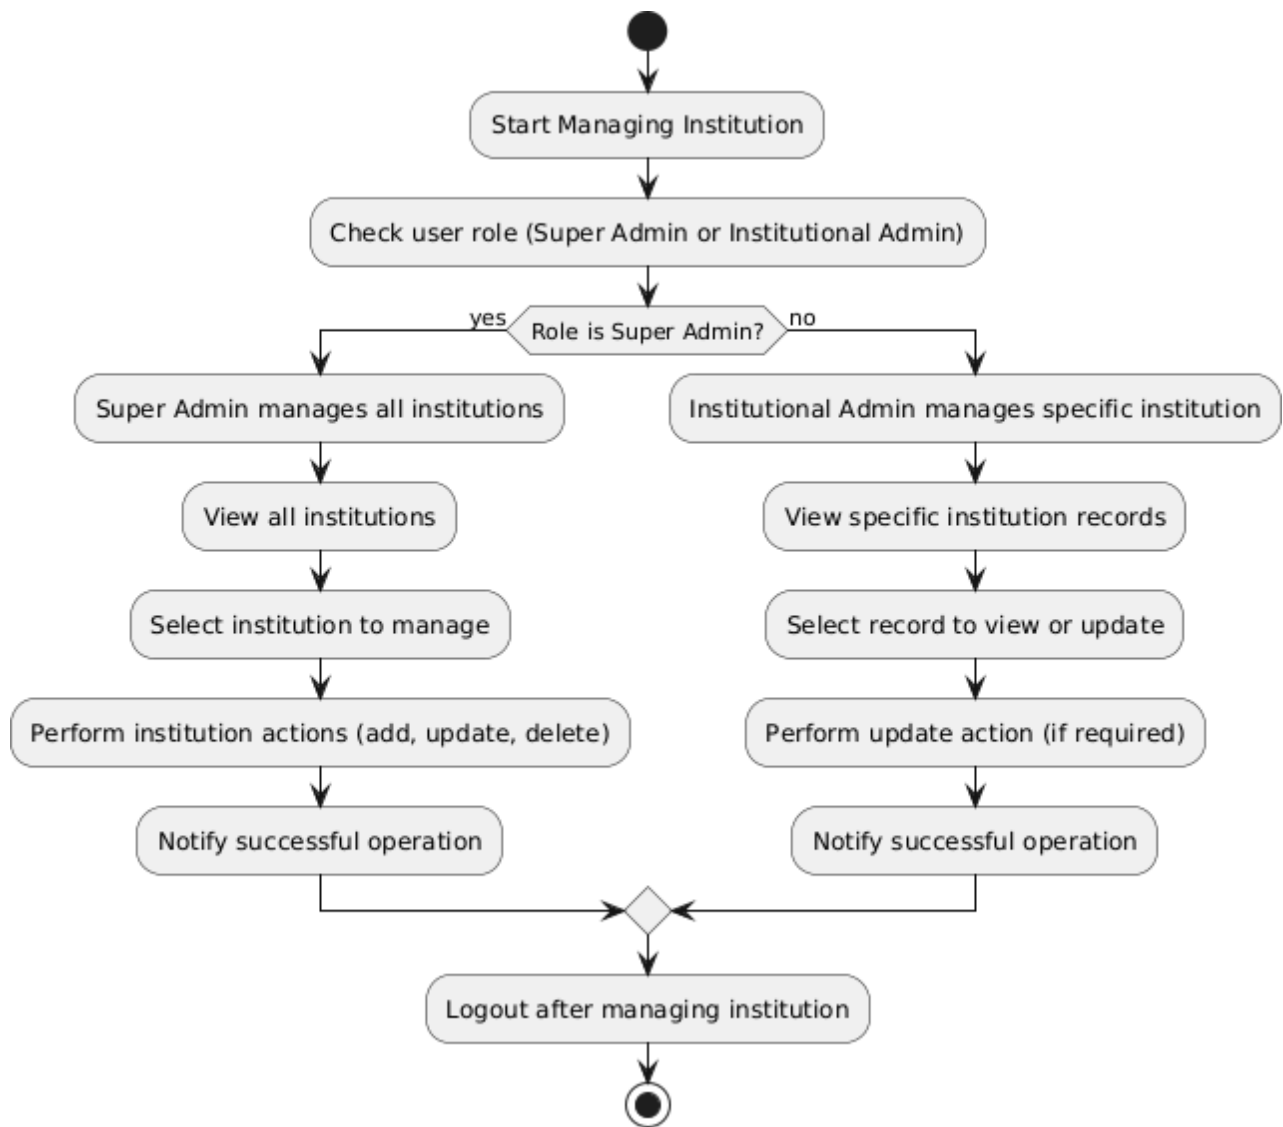 Start Managing Institution
Check user role (Super Admin or Institutional Admin)
yes
Role is Super Admin?
no
Super Admin manages all institutions
View all institutions
Select institution to manage
Perform institution actions (add, update, delete)
Notify successful operation
Institutional Admin manages specific institution
View specific institution records
Select record to view or update
Perform update action (if required)
Notify successful operation
Logout after managing institution